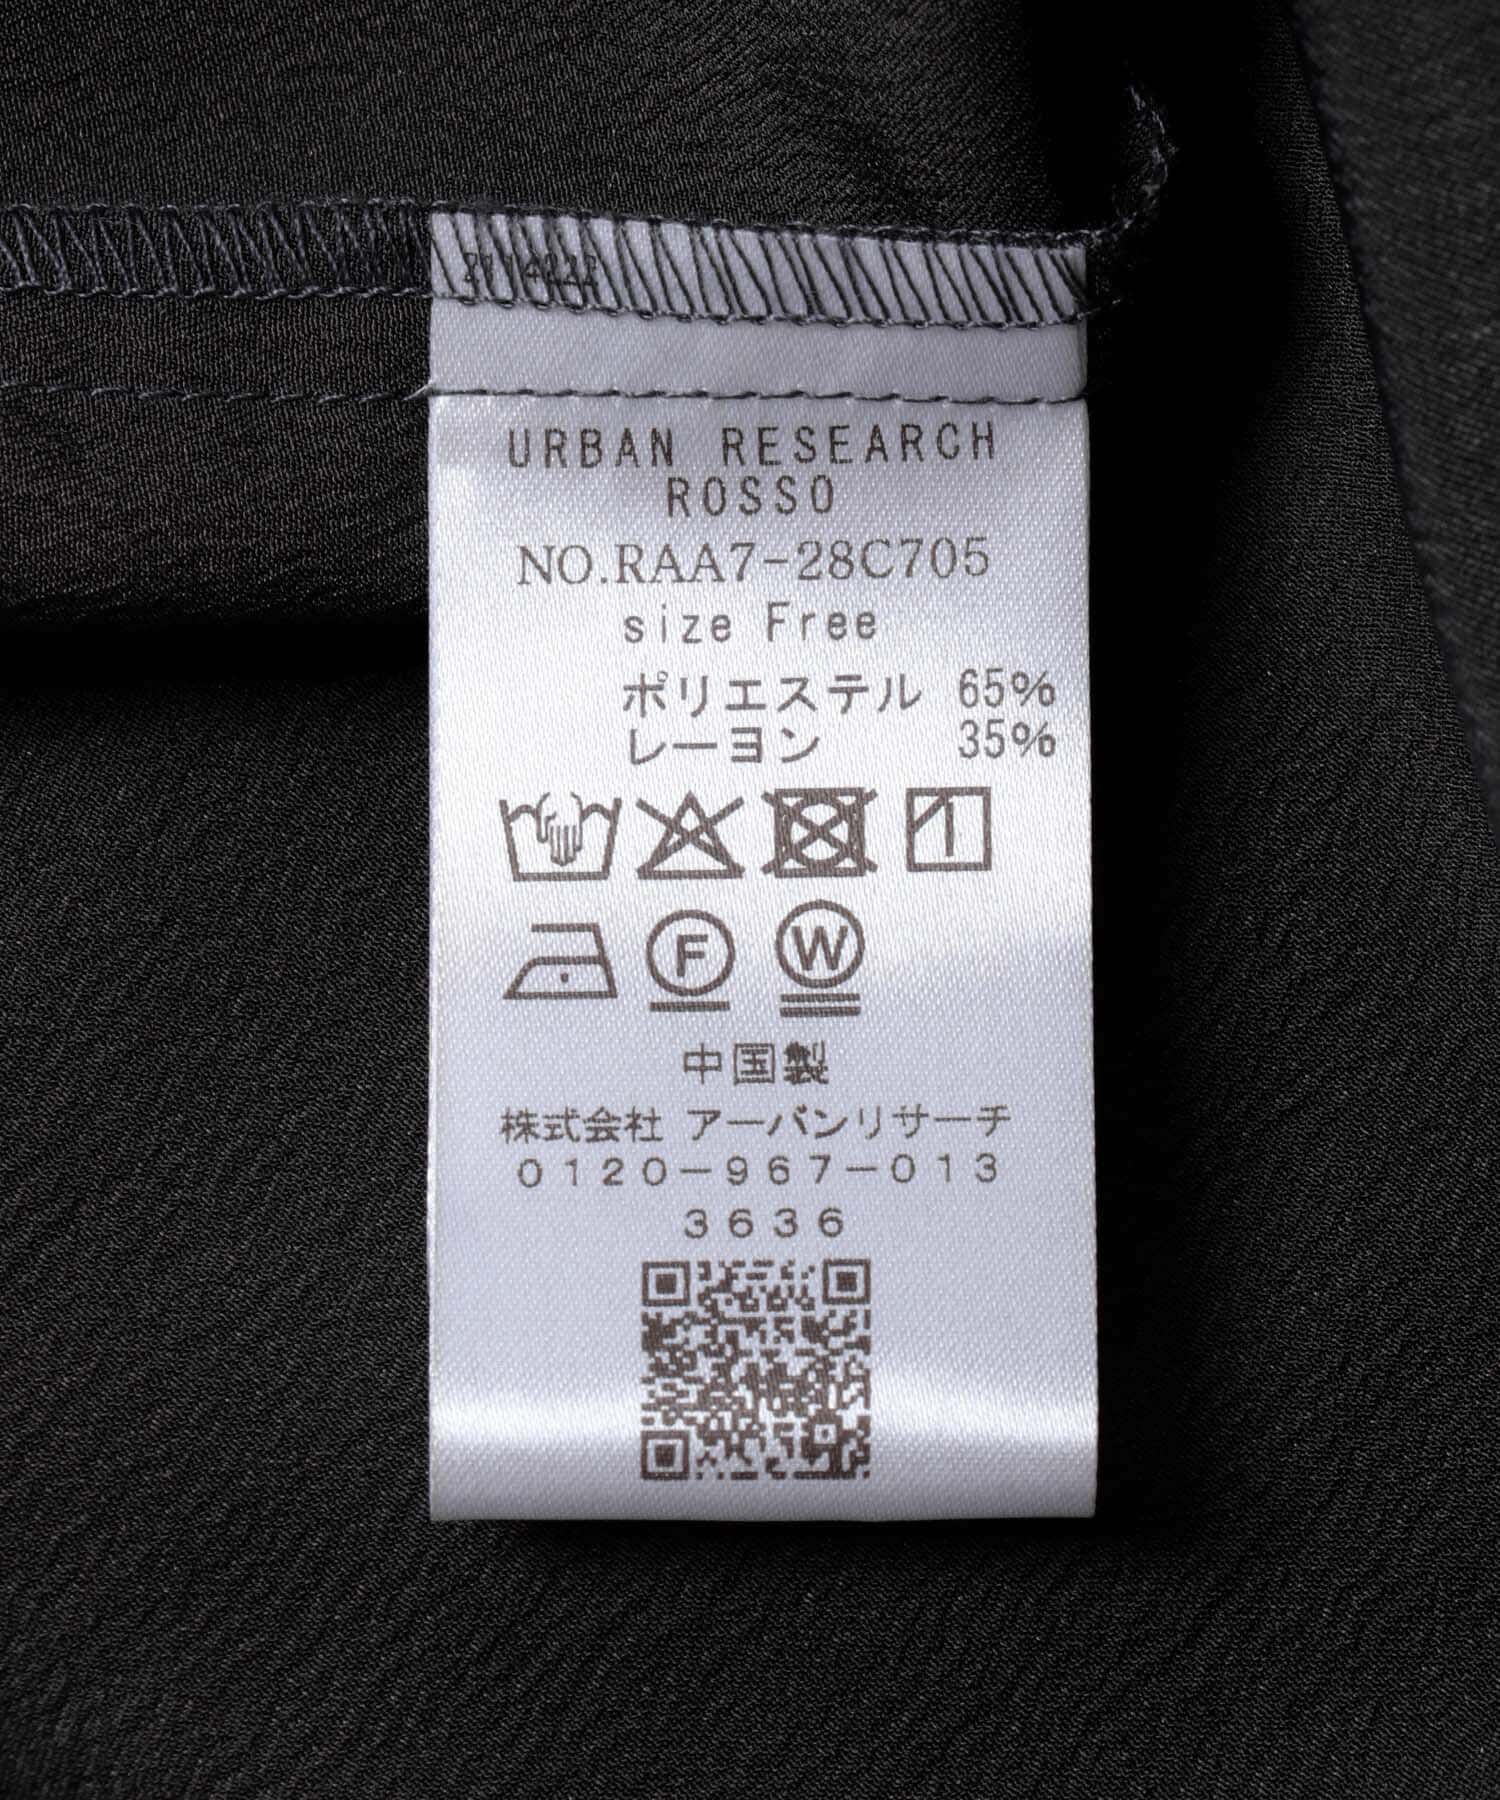 URBAN RESEARCH
ROSSO
NO.RAA7-28C705
size Free
ポリエステル 65%
レーヨン 35%
F W
中国製
株式会社 アーバンリサーチ
0120-967-013
3636